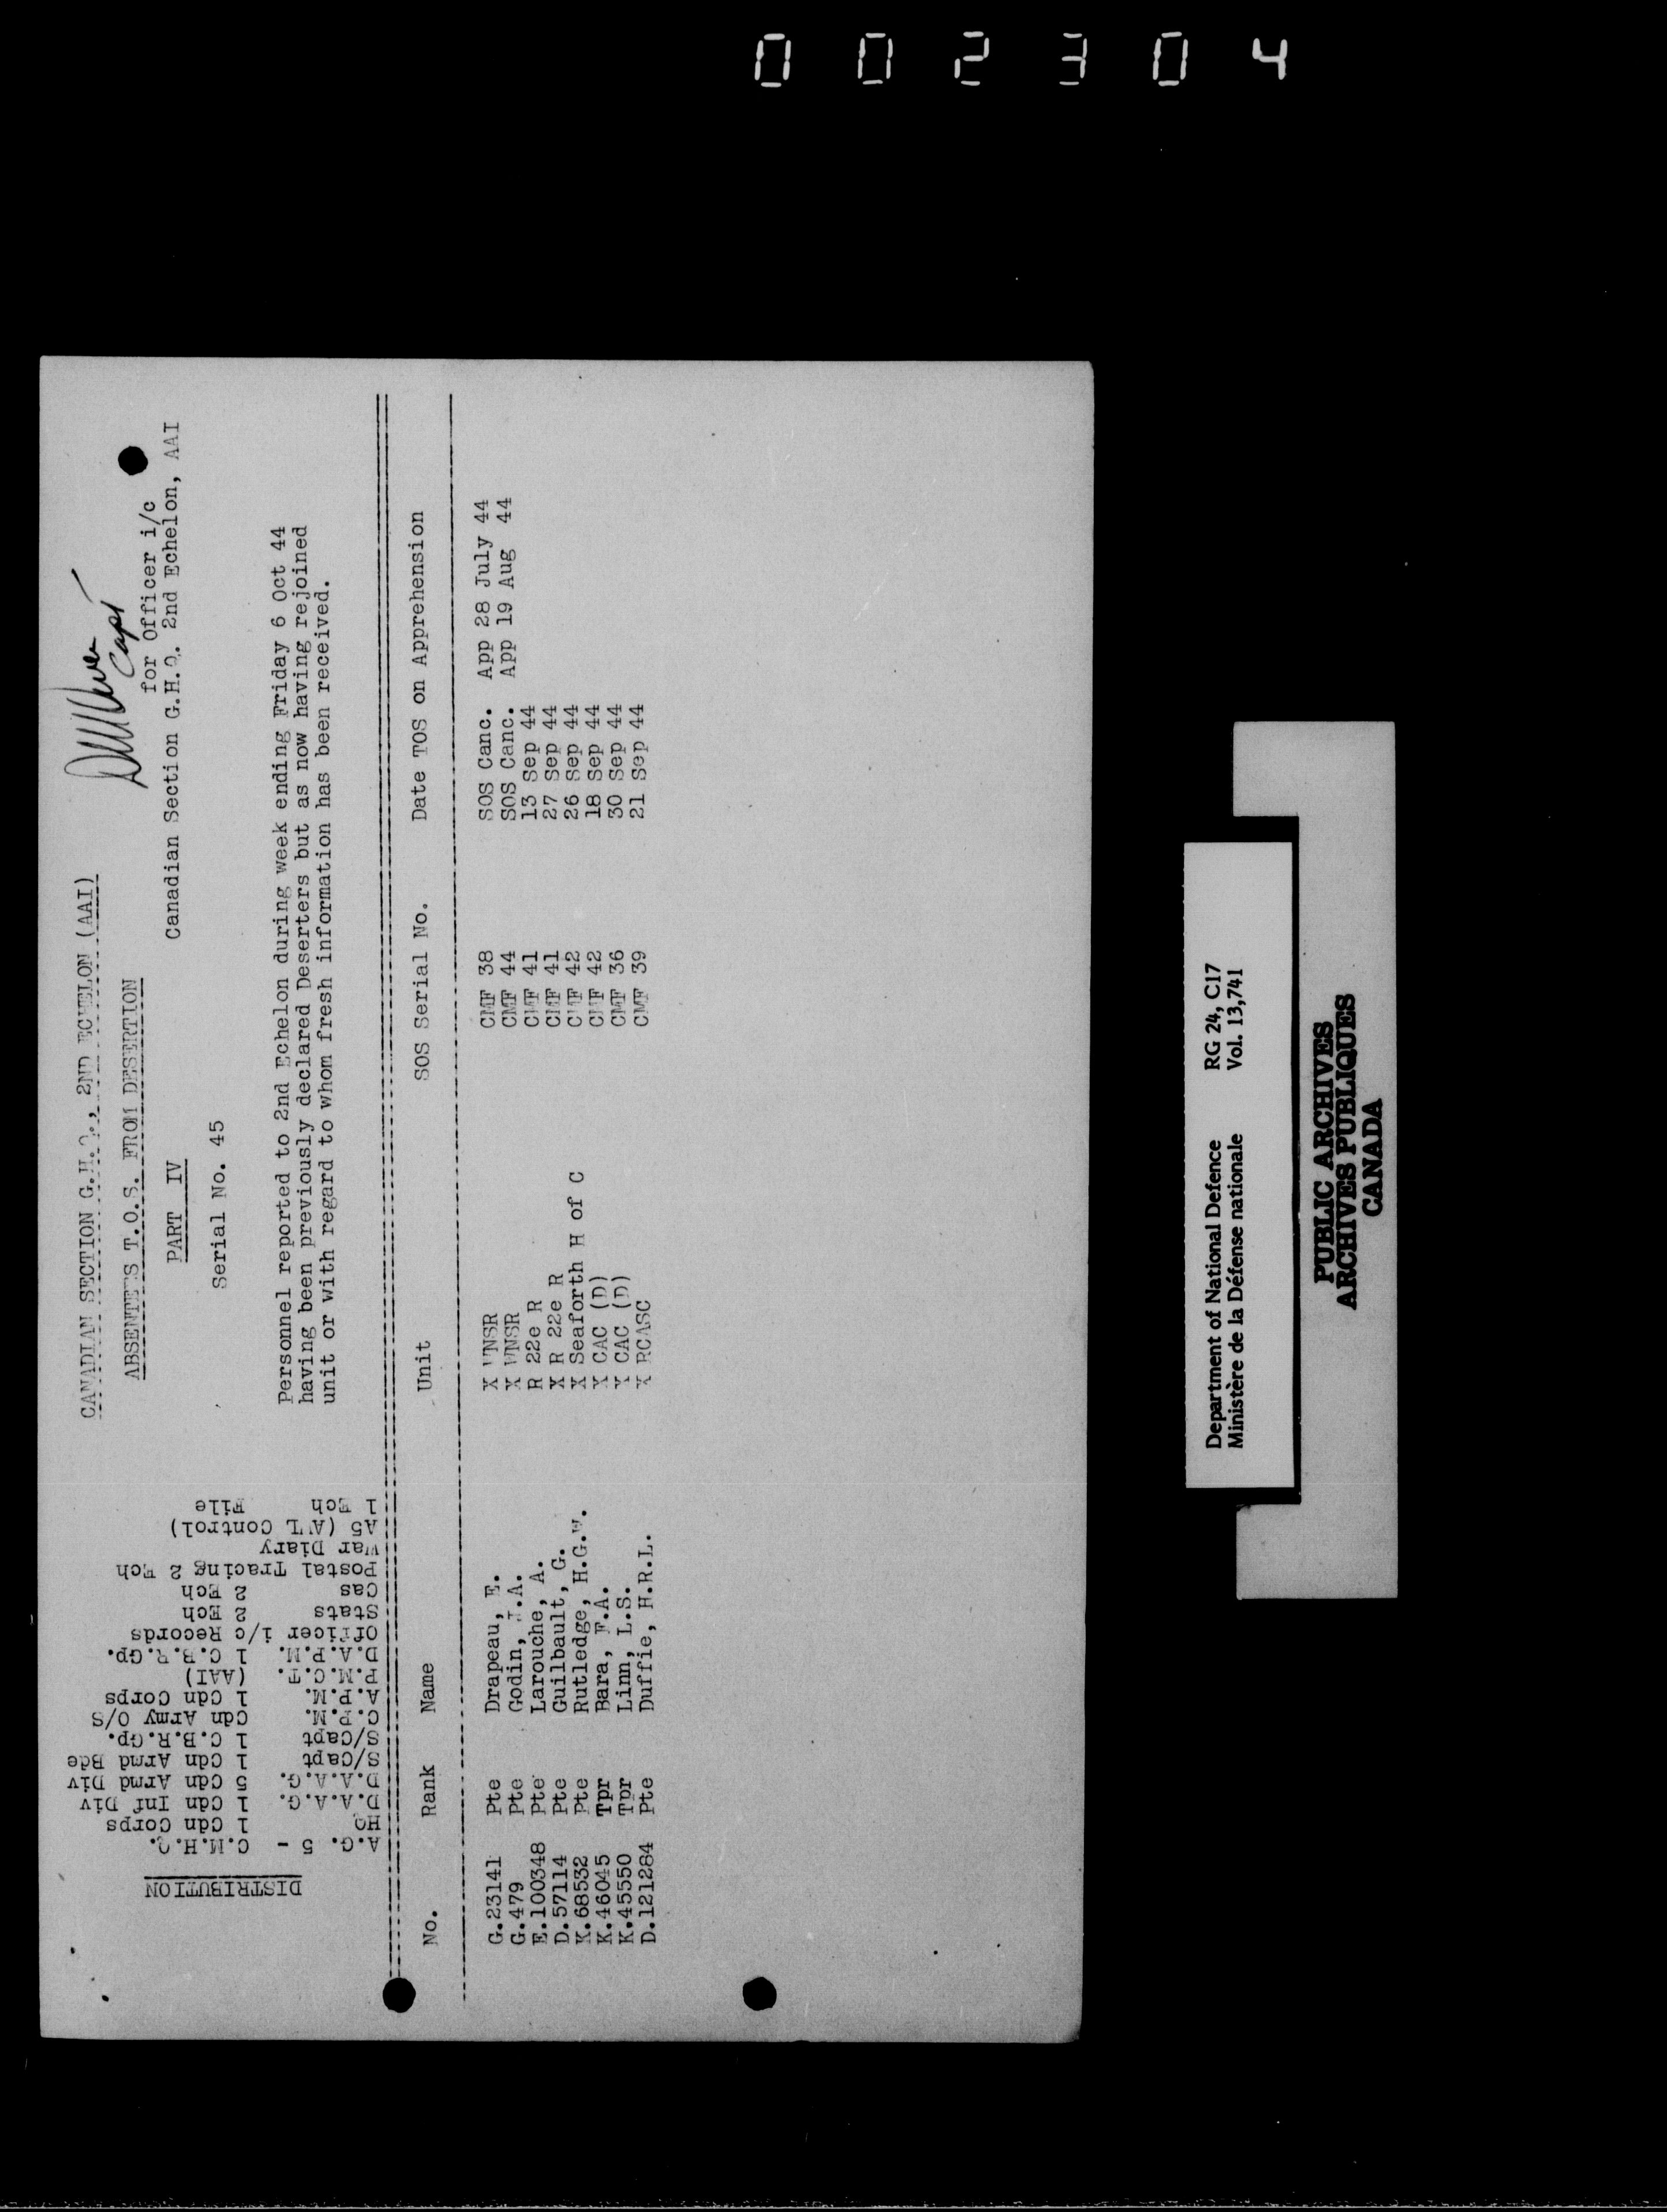 002304
CANADIAN SECTION G.H.Q., 2ND ECHELON (AAI)
ABSENTEES T.O.S. FROM DESERTION
PART IV
Serial No. 45
Capt
for Officer i/c
Canadian Section G.H.Q. 2nd Echelon, AAI
Personnel reported to 2nd Echelon during week ending Friday 6 Oct 44
having been previously declared Deserters but as now having rejoined
unit or with regard to whom fresh information has been received.
DISTRIBUTION
A.G. 5 - C.M.H.Q.
HQ 1 Cdn Corps
D.A.A.G. 1 Cdn Inf Div
D.A.A.G. 5 Cdn Armd Div
S/Capt 1 Cdn Armd Bde
S/Capt 1 C.B.R.Gp.
C.P.M. Cdn Army O/S
A.P.M. 1 Cdn Corps
P.M.C.T. (AAI)
D.A.P.M. 1 C.B.R.Gp.
Officer i/c Records
Stats 2 Ech
Cas 2 Ech
Postal Tracing 2 Ech
War Diary
A5 (AWL Control)
1 Ech File
No. Rank Name Unit SOS Serial No. Date TOS on Apprehension
G.23141 Pte Drapeau, E. X WNSR CMF 38 SOS Canc. App 28 July 44
G.479 Pte Godin, J.A. X WNSR CMF 44 SOS Canc. App 19 Aug 44
E.100348 Pte Larouche, A. R 22e R CMF 41 13 Sep 44
D.57114 Pte Guilbault, G. X R 22e R CMF 41 27 Sep 44
K.68532 Pte Rutledge, H.G.W. X Seaforth H of C CMF 42 26 Sep 44
K.46045 Tpr Bara, F.A. X CAC (D) CMF 42 18 Sep 44
K.45550 Tpr Linn, L.S. X CAC (D) CMF 36 30 Sep 44
D.121284 Pte Duffie, H.R.L. X RCASC CMF 39 21 Sep 44
Department of National Defence RG 24, C17
Ministère de la Défense nationale Vol. 13,741
PUBLIC ARCHIVES
ARCHIVES PUBLIQUES
CANADA